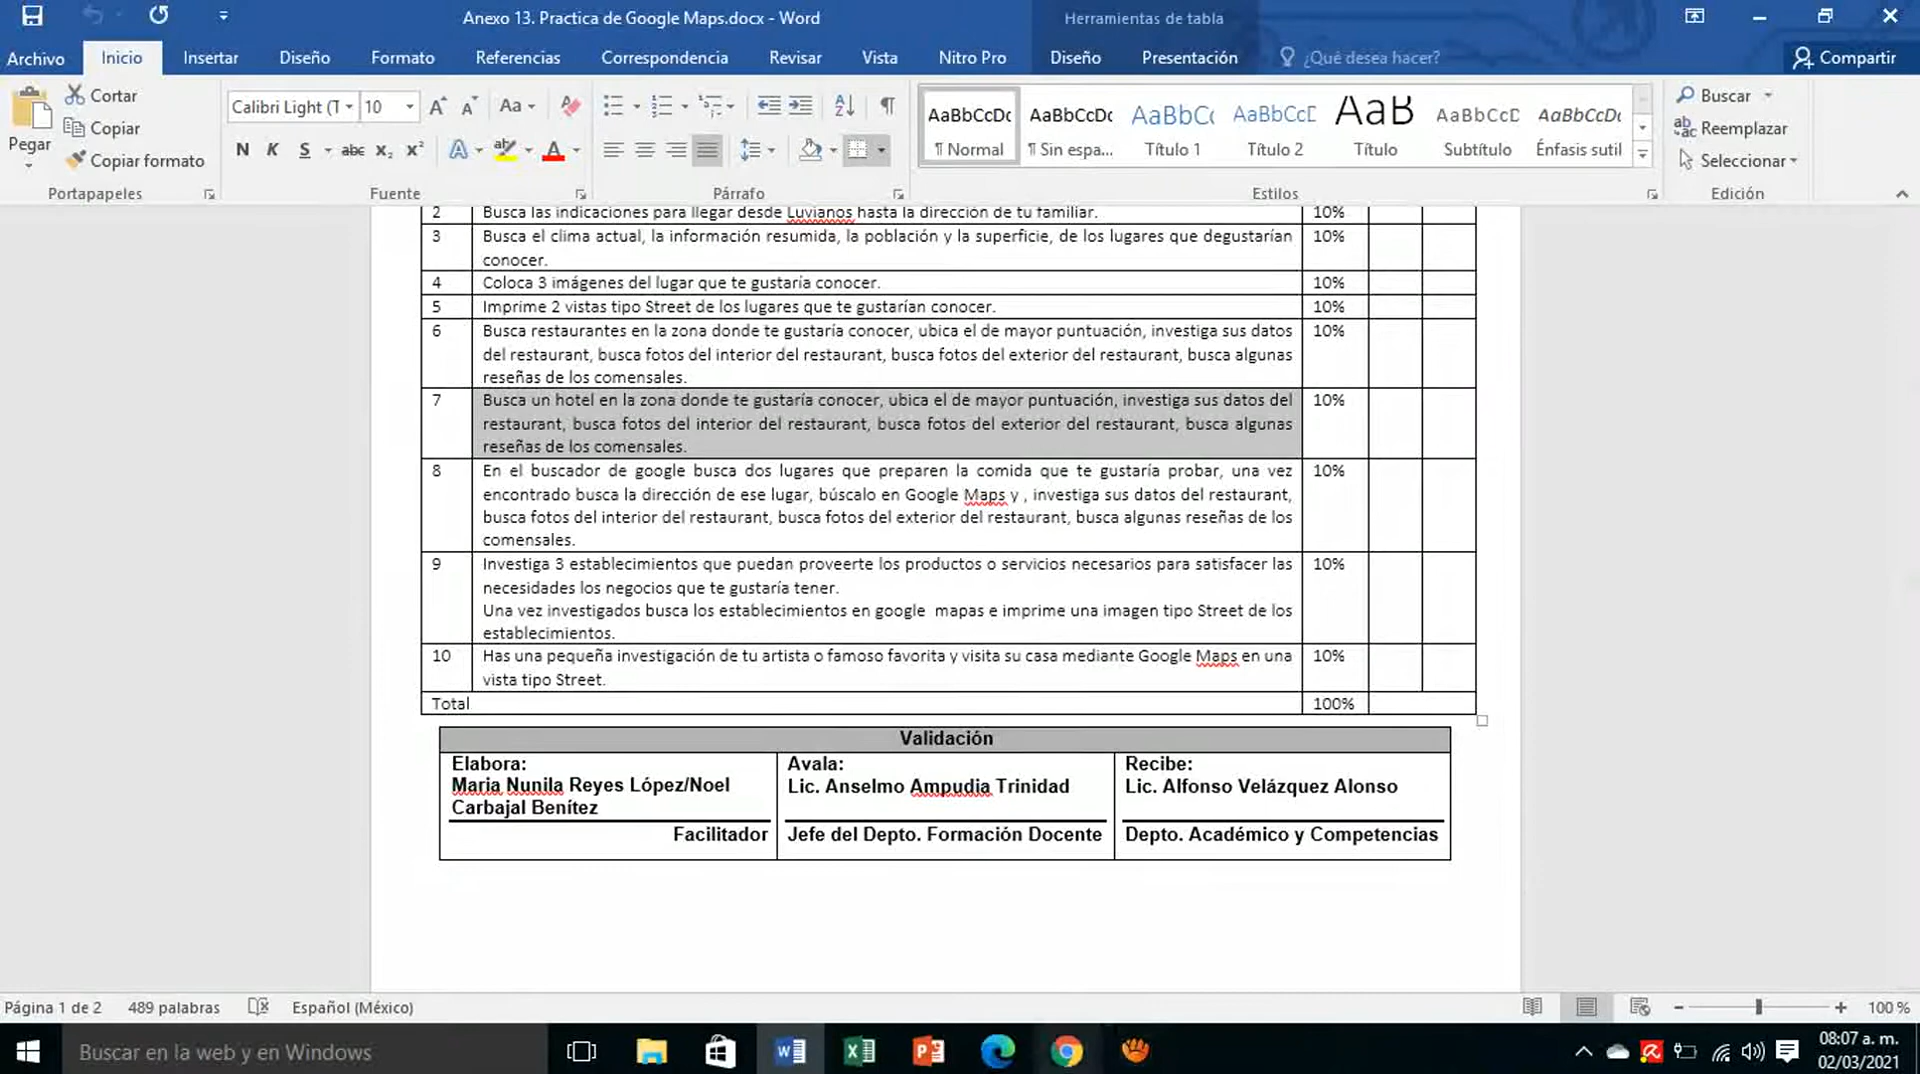 Anexo 13. Practica de Google Maps.docx - Word
Herramientas de tabla
Archivo
Inicio
Insertar
Diseño
Formato
Referencias
Correspondencia
Revisar
Vista
Nitro Pro
Diseño
Presentación
¿Qué desea hacer?
Compartir
Pegar
Cortar
Copiar
Copiar formato
Portapapeles
Calibri Light (T
10
Aa
N K S abc x₂ x²
Fuente
Párrafo
AaBbCcDc
¶ Normal
AaBbCcDc
¶ Sin espa...
AaBbC(
Título 1
AaBbCcE
Título 2
AaB
Título
AaBbCcD
Subtítulo
AaBbCcDc
Énfasis sutil
Estilos
Buscar
Reemplazar
Seleccionar
Edición
2 Busca las indicaciones para llegar desde Luvianos hasta la dirección de tu familiar. 10%
3 Busca el clima actual, la información resumida, la población y la superficie, de los lugares que degustarían 10%
conocer.
4 Coloca 3 imágenes del lugar que te gustaría conocer. 10%
5 Imprime 2 vistas tipo Street de los lugares que te gustarían conocer. 10%
6 Busca restaurantes en la zona donde te gustaría conocer, ubica el de mayor puntuación, investiga sus datos 10%
del restaurant, busca fotos del interior del restaurant, busca fotos del exterior del restaurant, busca algunas
reseñas de los comensales.
7 Busca un hotel en la zona donde te gustaría conocer, ubica el de mayor puntuación, investiga sus datos del 10%
restaurant, busca fotos del interior del restaurant, busca fotos del exterior del restaurant, busca algunas
reseñas de los comensales.
8 En el buscador de google busca dos lugares que preparen la comida que te gustaría probar, una vez 10%
encontrado busca la dirección de ese lugar, búscalo en Google Maps y , investiga sus datos del restaurant,
busca fotos del interior del restaurant, busca fotos del exterior del restaurant, busca algunas reseñas de los
comensales.
9 Investiga 3 establecimientos que puedan proveerte los productos o servicios necesarios para satisfacer las 10%
necesidades los negocios que te gustaría tener.
Una vez investigados busca los establecimientos en google mapas e imprime una imagen tipo Street de los
establecimientos.
10 Has una pequeña investigación de tu artista o famoso favorita y visita su casa mediante Google Maps en una 10%
vista tipo Street.
Total 100%
Validación
Elabora:
Maria Nunila Reyes López/Noel
Carbajal Benítez
Facilitador
Avala:
Lic. Anselmo Ampudia Trinidad
Jefe del Depto. Formación Docente
Recibe:
Lic. Alfonso Velázquez Alonso
Depto. Académico y Competencias
Página 1 de 2
489 palabras
Español (México)
100 %
Buscar en la web y en Windows
08:07 a. m.
02/03/2021